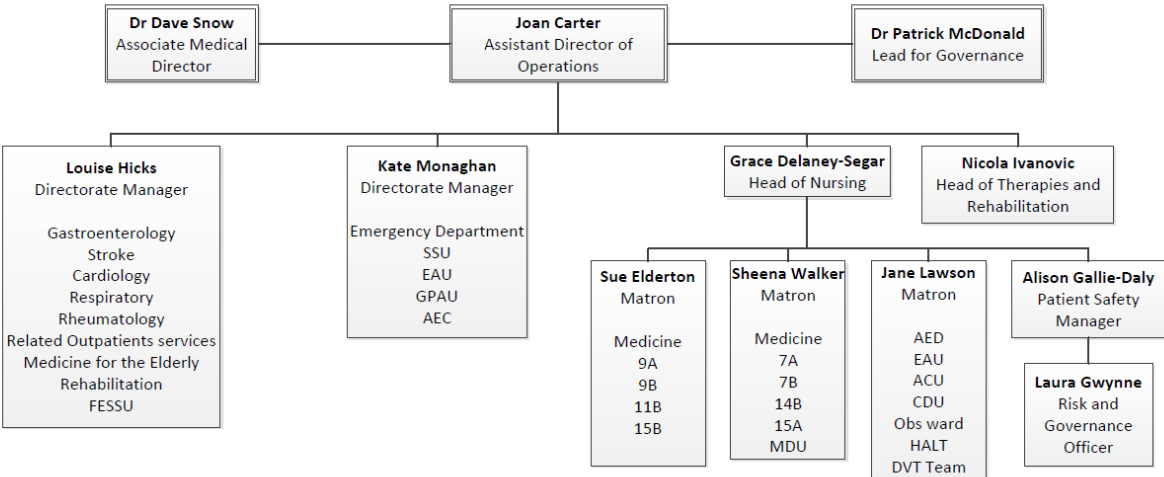 Dr Dave Snow
Associate Medical
Director
Joan Carter
Assistant Director of
Operations
Dr Patrick McDonald
Lead for Governance
Louise Hicks
Directorate Manager
Gastroenterology
Stroke
Cardiology
Respiratory
Rheumatology
Related Outpatients services
Medicine for the Elderly
Rehabilitation
FESSU
Kate Monaghan
Directorate Manager
Emergency Department
SSU
EAU
GPAU
AEC
Grace Delaney-Segar
Head of Nursing
Nicola Ivanovic
Head of Therapies and
Rehabilitation
Sue Elderton
Matron
Medicine
9A
9B
11B
15B
Sheena Walker
Matron
Medicine
7A
7B
14B
15A
MDU
Jane Lawson
Matron
AED
EAU
ACU
CDU
Obs ward
HALT
DVT Team
Alison Gallie-Daly
Patient Safety
Manager
Laura Gwynne
Risk and
Governance
Officer